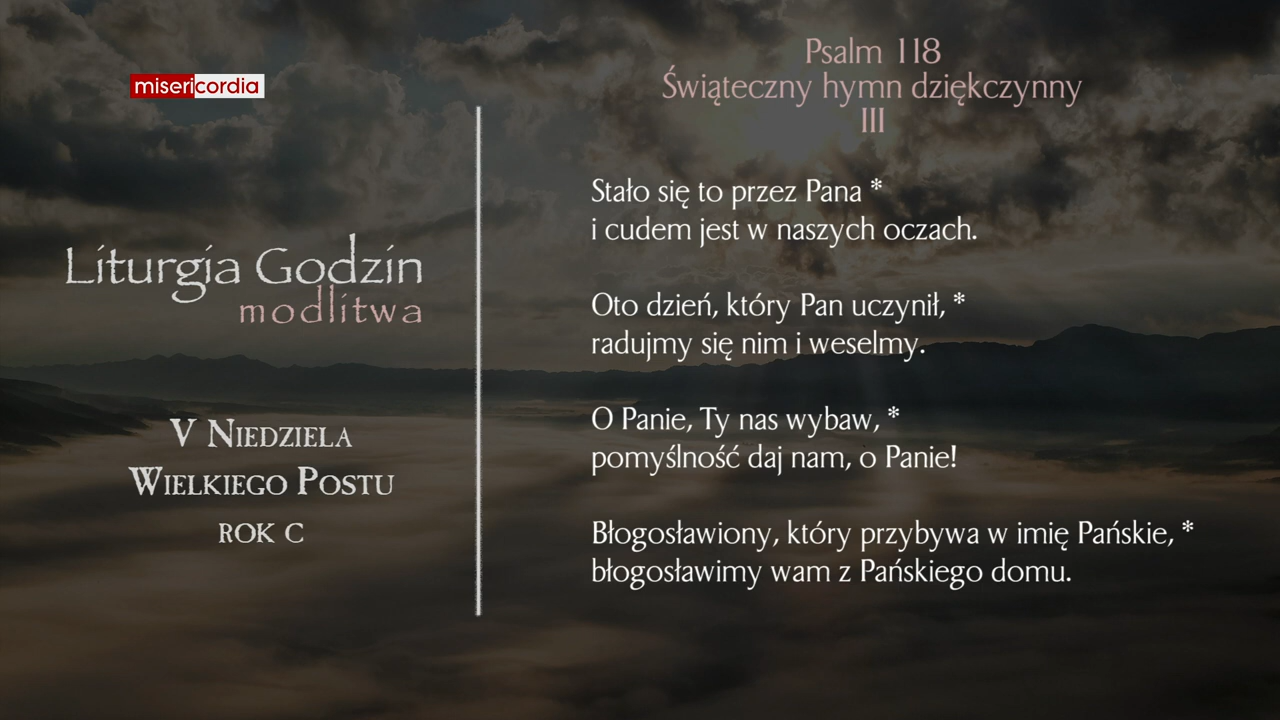 misericordia
Liturgia Godzin
modlitwa
V Niedziela
Wielkiego Postu
rok C
Psalm 118
Świąteczny hymn dziękczynny
III
Stało się to przez Pana *
i cudem jest w naszych oczach.
Oto dzień, który Pan uczynił, *
radujmy się nim i weselmy.
O Panie, Ty nas wybaw, *
pomyślność daj nam, o Panie!
Błogosławiony, który przybywa w imię Pańskie, *
błogosławimy wam z Pańskiego domu.